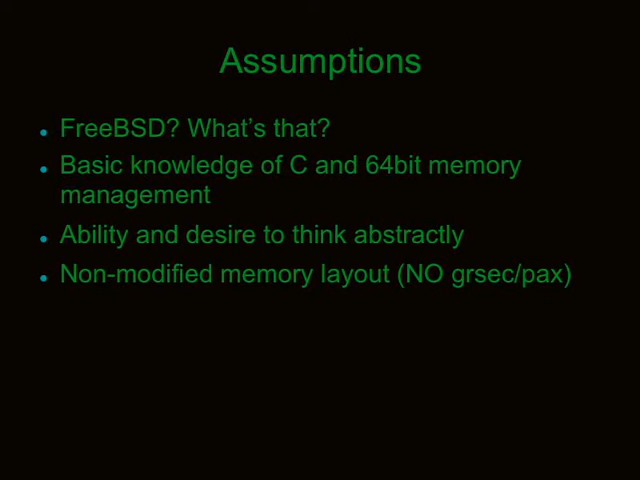 Assumptions
FreeBSD? What's that?
Basic knowledge of C and 64bit memory
management
Ability and desire to think abstractly
Non-modified memory layout (NO grsec/pax)